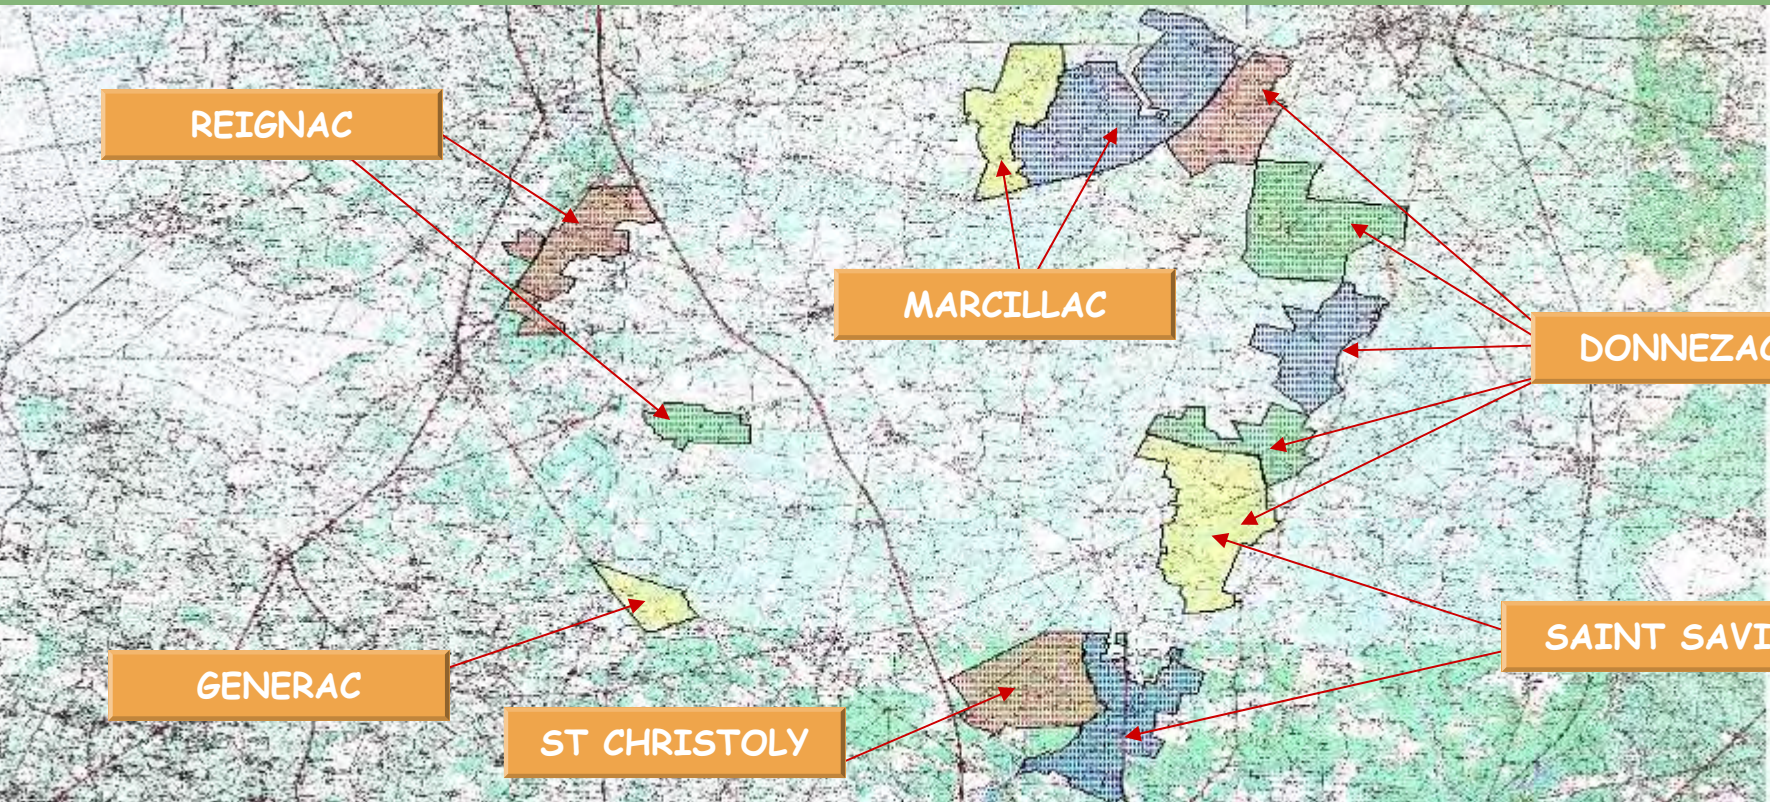 REIGNAC
MARCILLAC
DONNEZAC
SAINT SAVI
GENERAC
ST CHRISTOLY